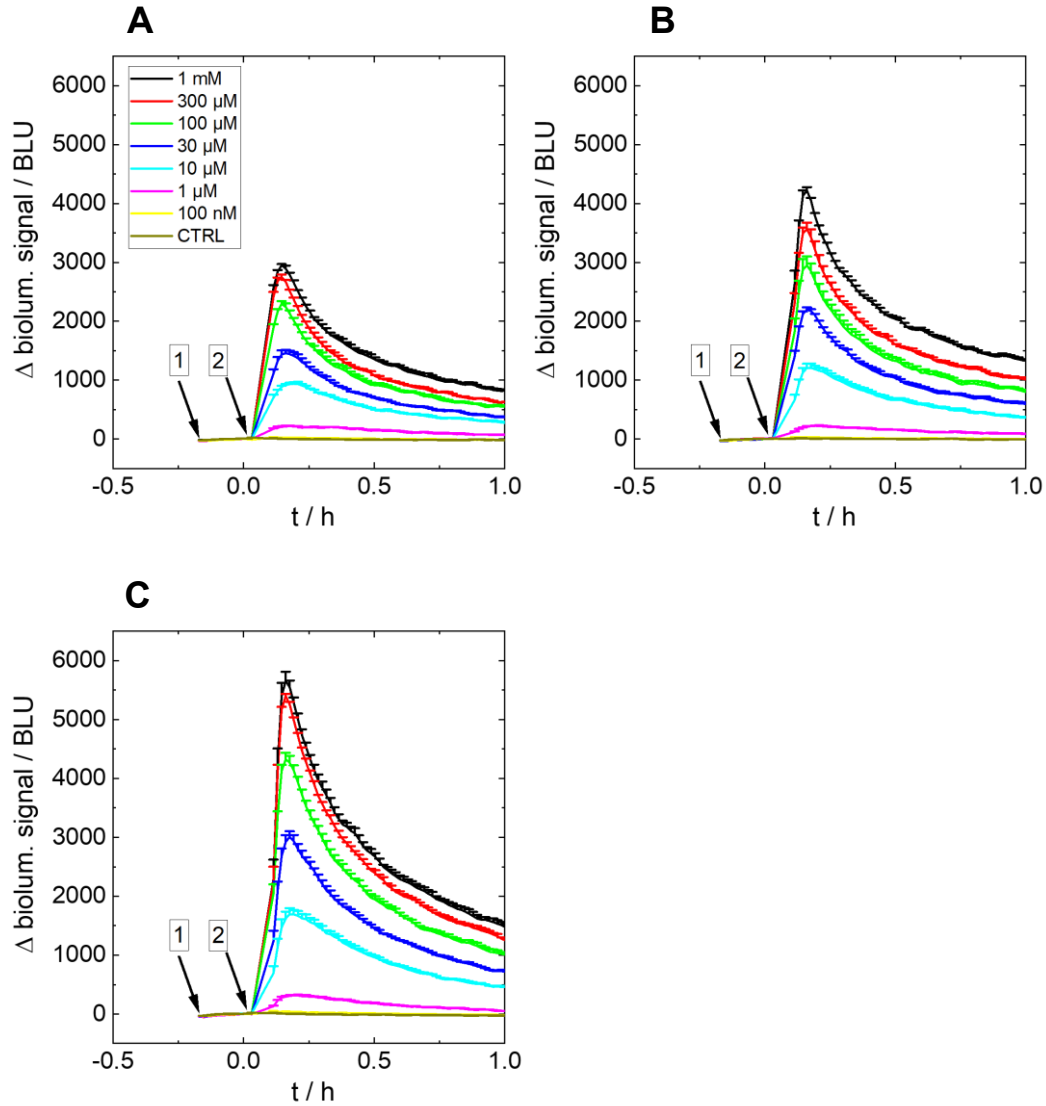 A
Δ biolum. signal / BLU
6000
5000
4000
3000
2000
1000
0
1 mM
300 µM
100 µM
30 µM
10 µM
1 µM
100 nM
CTRL
1
2
-0.5
0.0
0.5
1.0
t / h
B
Δ biolum. signal / BLU
6000
5000
4000
3000
2000
1000
0
1
2
-0.5
0.0
0.5
1.0
t / h
C
Δ biolum. signal / BLU
6000
5000
4000
3000
2000
1000
0
1
2
-0.5
0.0
0.5
1.0
t / h